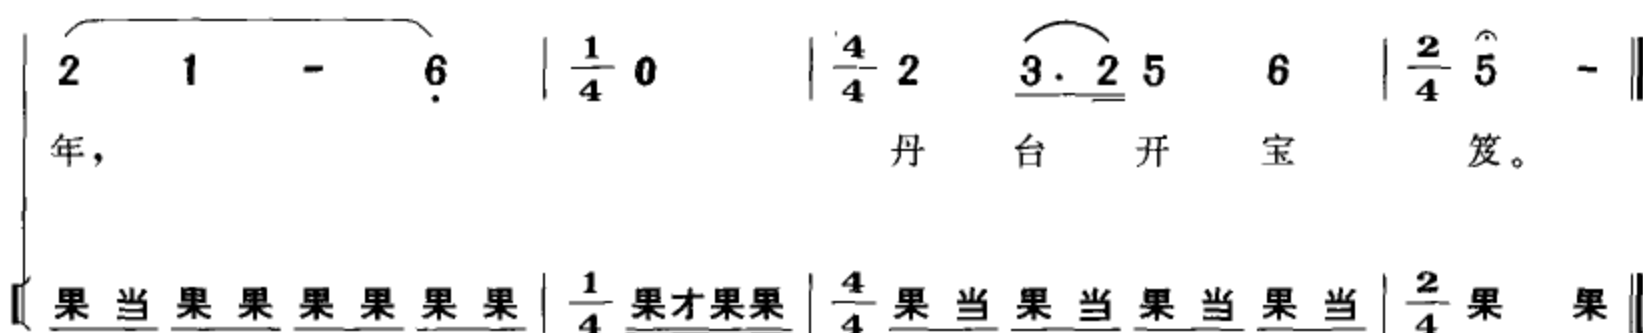 2 1 - 6 | 1/4 0 | 4/4 2 3. 2 5 6 | 2/4 5 - ‖
年， 丹 台 开 宝 笈。
果 当 果 果 果 果 果 果 | 1/4 果才果果 | 4/4 果 当 果 当 果 当 果 当 | 2/4 果 果 ‖